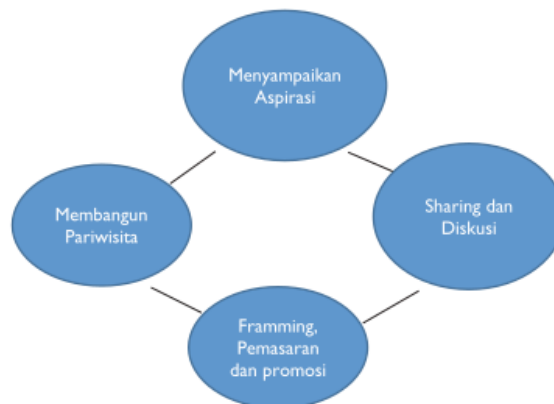 Menyampaikan
Aspirasi
Membangun
Pariwisita
Sharing dan
Diskusi
Framming,
Pemasaran
dan promosi